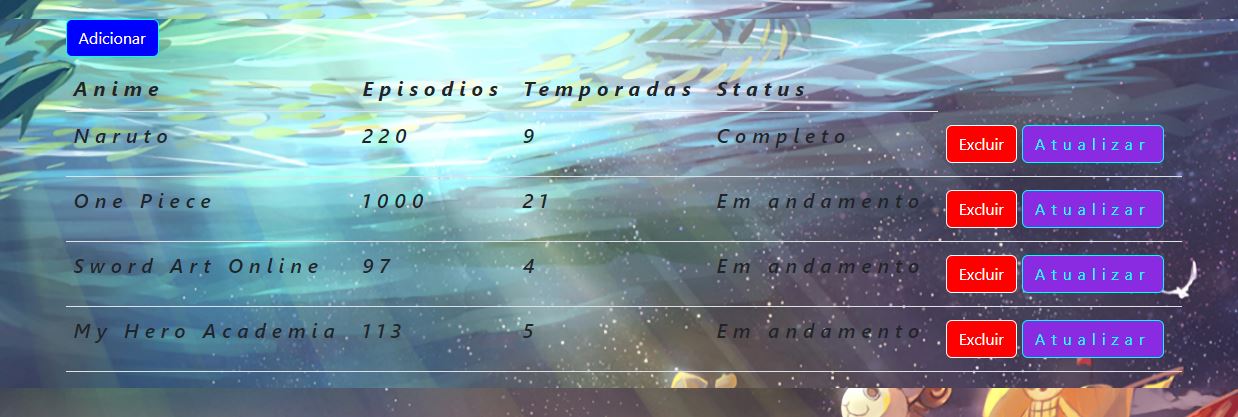 Adicionar
Anime Episodios Temporadas Status
Naruto 220 9 Completo Excluir Atualizar
One Piece 1000 21 Em andamento Excluir Atualizar
Sword Art Online 97 4 Em andamento Excluir Atualizar
My Hero Academia 113 5 Em andamento Excluir Atualizar